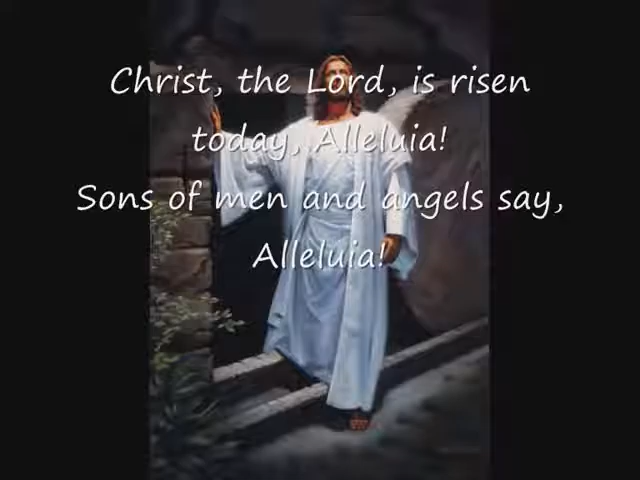 Christ, the Lord, is risen
today, Alleluia!
Sons of men and angels say,
Alleluia!